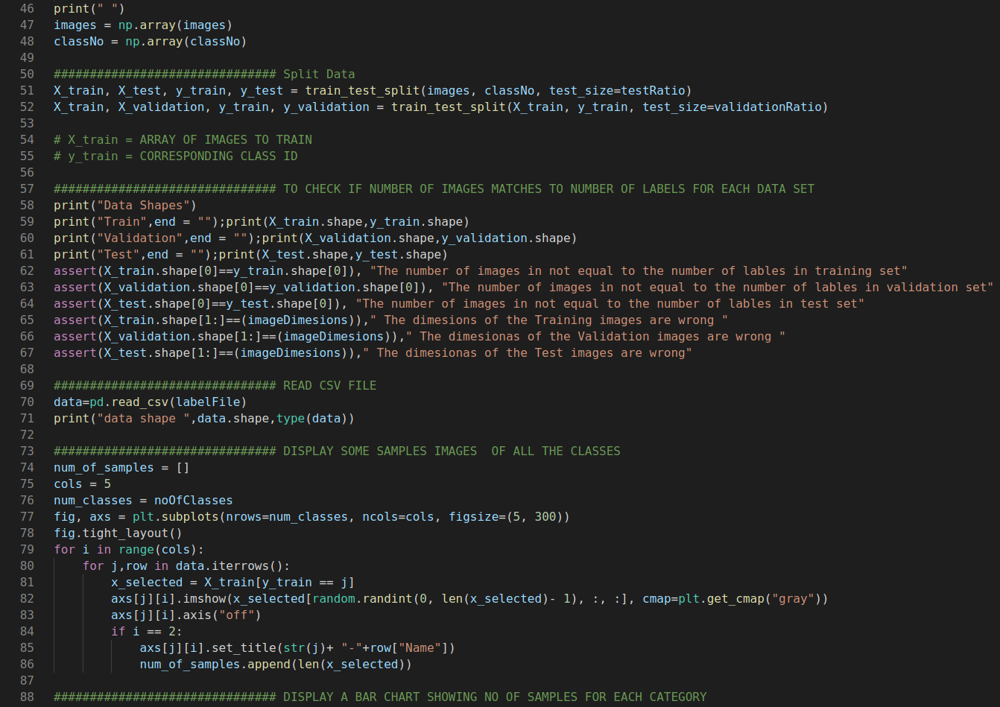 46 print(" ")
47 images = np.array(images)
48 classNo = np.array(classNo)
49
50 ############################### Split Data
51 X_train, X_test, y_train, y_test = train_test_split(images, classNo, test_size=testRatio)
52 X_train, X_validation, y_train, y_validation = train_test_split(X_train, y_train, test_size=validationRatio)
53
54 # X_train = ARRAY OF IMAGES TO TRAIN
55 # y_train = CORRESPONDING CLASS ID
56
57 ############################### TO CHECK IF NUMBER OF IMAGES MATCHES TO NUMBER OF LABELS FOR EACH DATA SET
58 print("Data Shapes")
59 print("Train",end = "");print(X_train.shape,y_train.shape)
60 print("Validation",end = "");print(X_validation.shape,y_validation.shape)
61 print("Test",end = "");print(X_test.shape,y_test.shape)
62 assert(X_train.shape[0]==y_train.shape[0]), "The number of images in not equal to the number of lables in training set"
63 assert(X_validation.shape[0]==y_validation.shape[0]), "The number of images in not equal to the number of lables in validation set"
64 assert(X_test.shape[0]==y_test.shape[0]), "The number of images in not equal to the number of lables in test set"
65 assert(X_train.shape[1:]==(imageDimesions))," The dimesions of the Training images are wrong "
66 assert(X_validation.shape[1:]==(imageDimesions))," The dimesionas of the Validation images are wrong "
67 assert(X_test.shape[1:]==(imageDimesions))," The dimesionas of the Test images are wrong"
68
69 ############################### READ CSV FILE
70 data=pd.read_csv(labelFile)
71 print("data shape ",data.shape,type(data))
72
73 ############################### DISPLAY SOME SAMPLES IMAGES  OF ALL THE CLASSES
74 num_of_samples = []
75 cols = 5
76 num_classes = noOfClasses
77 fig, axs = plt.subplots(nrows=num_classes, ncols=cols, figsize=(5, 300))
78 fig.tight_layout()
79 for i in range(cols):
80     for j,row in data.iterrows():
81         x_selected = X_train[y_train == j]
82         axs[j][i].imshow(x_selected[random.randint(0, len(x_selected)- 1), :, :], cmap=plt.get_cmap("gray"))
83         axs[j][i].axis("off")
84         if i == 2:
85             axs[j][i].set_title(str(j)+ "-"+row["Name"])
86             num_of_samples.append(len(x_selected))
87
88 ############################### DISPLAY A BAR CHART SHOWING NO OF SAMPLES FOR EACH CATEGORY